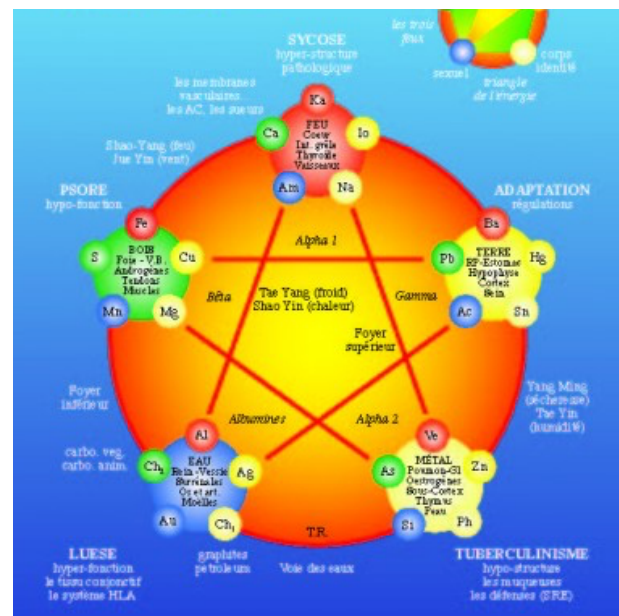 les trois
feux
corps
identité
sexuel
triangle
de l'énergie
SYCOSE
hyper-structure
pathologique
les membranes
vasculaires...
les AC, les sueurs
Ka
Ca
Io
FEU
Coeur
Int. grêle
Thyroïde
Vaisseaux
Am
Na
Shao-Yang (feu)
Jue Yin (vent)
PSORE
hypo-fonction
ADAPTATION
régulations
Fe
S
Cu
BOIS
Foie - V.B.
Androgènes
Tendons
Muscles
Mn
Mg
Ba
Pb
Hg
TERRE
RP-Estomac
Hypophyse
Cortex
Sein
Ac
Sn
Alpha 1
Bêta
Tae Yang (froid)
Shao Yin (chaleur)
Gamma
Foyer
supérieur
Foyer
inférieur
Yang Ming
(sécheresse)
Tae Yin
(humidité)
Albumines
Alpha 2
carbo. veg.
carbo. anim.
Al
Ch₂
Ag
EAU
Rein - Vessie
Surrénales
Os et art.
Moëlles
Au
Ch₁
Ve
As
Zn
MÉTAL
Poumon-GI
Oestrogènes
Sous-Cortex
Thymus
Peau
Si
Ph
T.R.
LUESE
hyper-fonction
le tissu conjonctif
le système HLA
graphites
petroleum
Voie des eaux
TUBERCULINISME
hypo-structure
les muqueuses
les défenses (SRE)